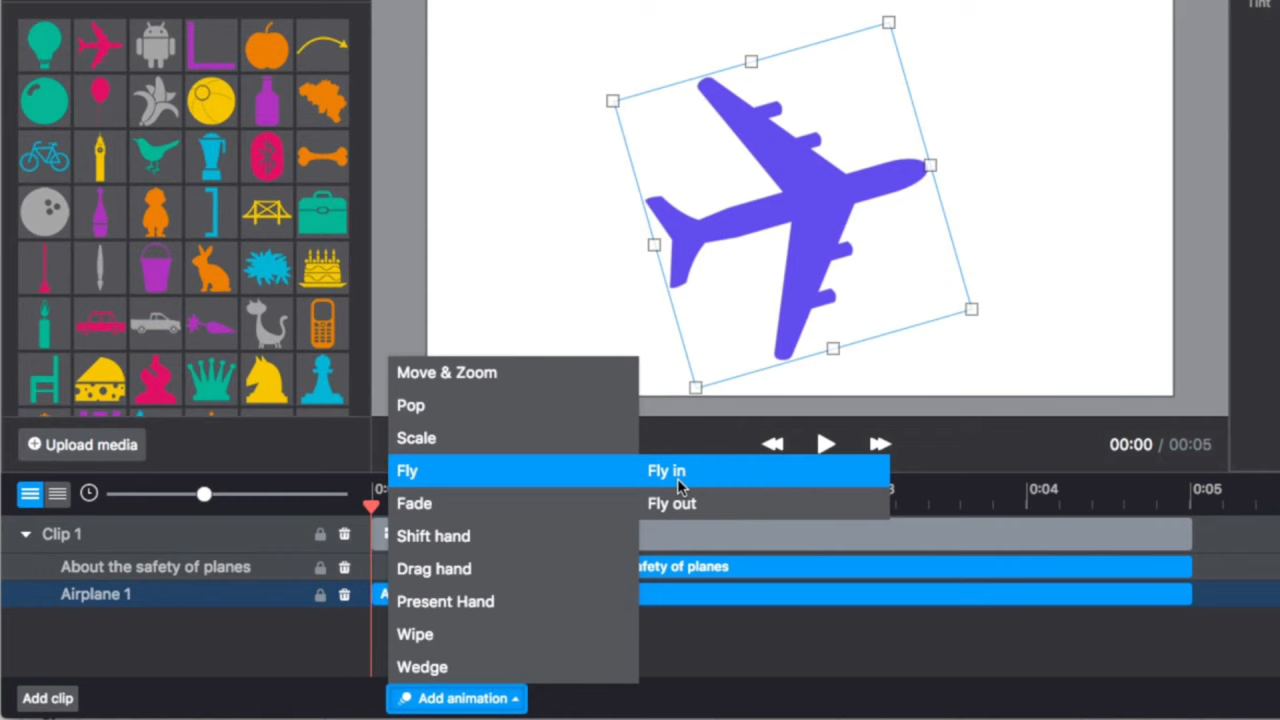 Tint
Move & Zoom
Pop
Scale
Upload media
00:00 / 00:05
Fly
Fly in
0:04
0:05
Fade
Fly out
Shift hand
Clip 1
Drag hand
About the safety of planes
fety of planes
Airplane 1
Present Hand
Wipe
Wedge
Add clip
Add animation